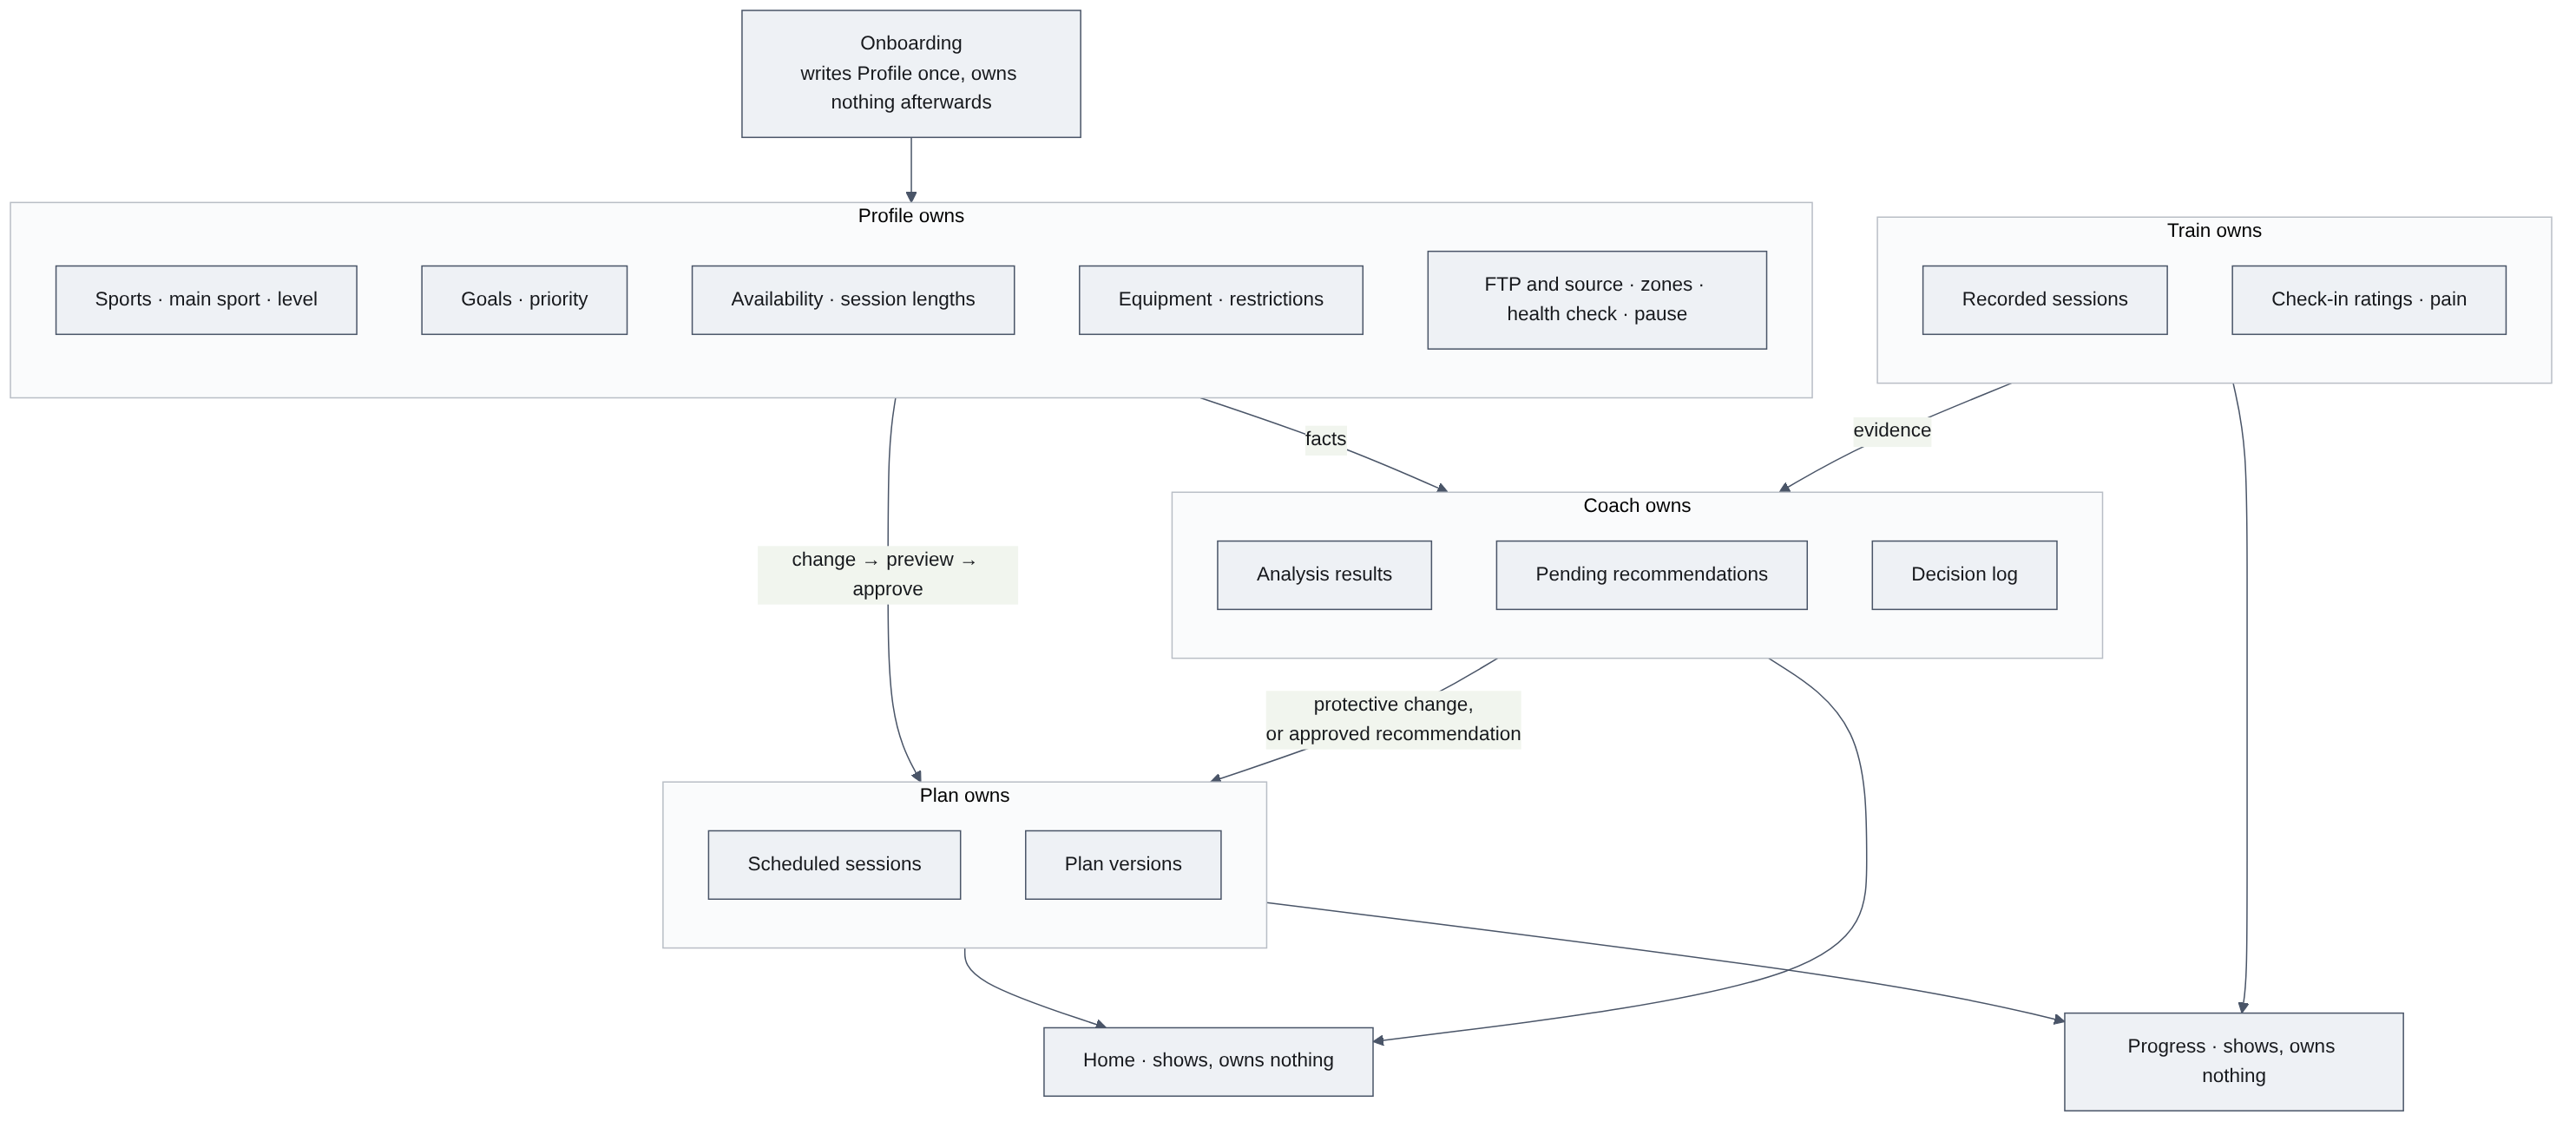 Onboarding
writes Profile once, owns
nothing afterwards
Profile owns
Sports · main sport · level
Goals · priority
Availability · session lengths
Equipment · restrictions
FTP and source · zones ·
health check · pause
Train owns
Recorded sessions
Check-in ratings · pain
facts
evidence
Coach owns
Analysis results
Pending recommendations
Decision log
change → preview →
approve
protective change,
or approved recommendation
Plan owns
Scheduled sessions
Plan versions
Home · shows, owns nothing
Progress · shows, owns
nothing